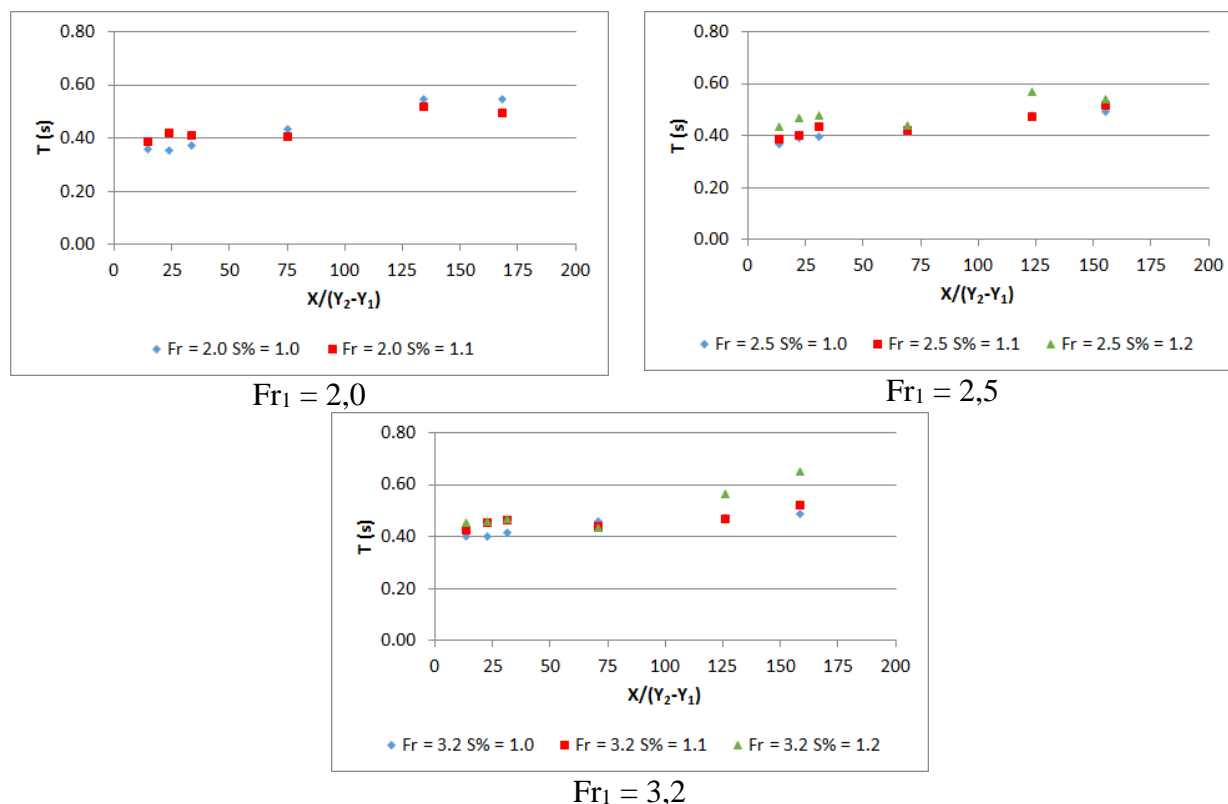 0.80
0.60
0.40
0.20
0.00
T (s)
0 25 50 75 100 125 150 175 200
X/(Y₂-Y₁)
Fr = 2.0 S% = 1.0 Fr = 2.0 S% = 1.1
Fr₁ = 2,0
0.80
0.60
0.40
0.20
0.00
T (s)
0 25 50 75 100 125 150 175 200
X/(Y₂-Y₁)
Fr = 2.5 S% = 1.0 Fr = 2.5 S% = 1.1 Fr = 2.5 S% = 1.2
Fr₁ = 2,5
0.80
0.60
0.40
0.20
0.00
T (s)
0 25 50 75 100 125 150 175 200
X/(Y₂-Y₁)
Fr = 3.2 S% = 1.0 Fr = 3.2 S% = 1.1 Fr = 3.2 S% = 1.2
Fr₁ = 3,2